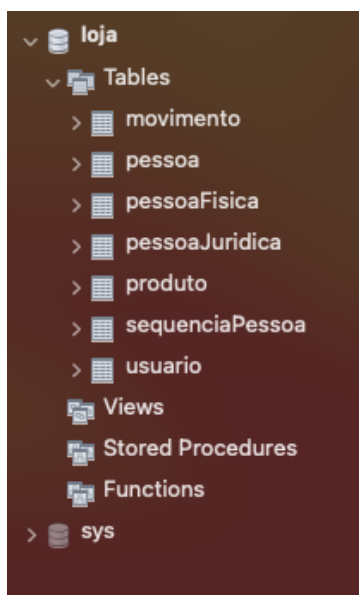 loja
Tables
movimento
pessoa
pessoaFisica
pessoaJuridica
produto
sequenciaPessoa
usuario
Views
Stored Procedures
Functions
sys